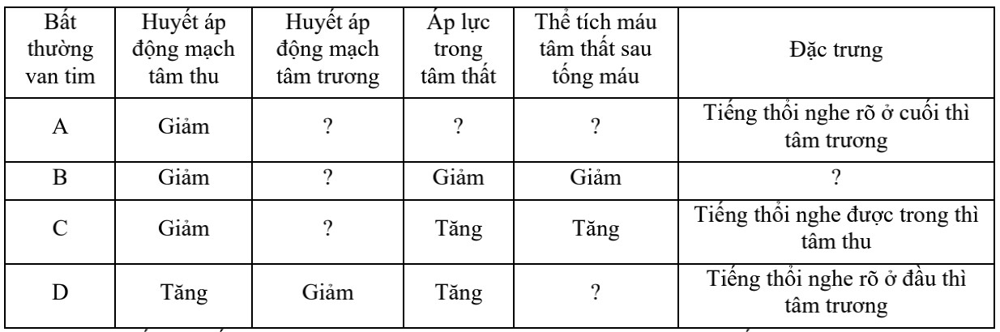 Bất
thường
van tim
Huyết áp
động mạch
tâm thu
Huyết áp
động mạch
tâm trương
Áp lực
trong
tâm thất
Thể tích máu
tâm thất sau
tống máu
Đặc trưng
A
Giảm
?
?
?
Tiếng thổi nghe rõ ở cuối thì
tâm trương
B
Giảm
?
Giảm
Giảm
?
C
Giảm
?
Tăng
Tăng
Tiếng thổi nghe được trong thì
tâm thu
D
Tăng
Giảm
Tăng
?
Tiếng thổi nghe rõ ở đầu thì
tâm trương